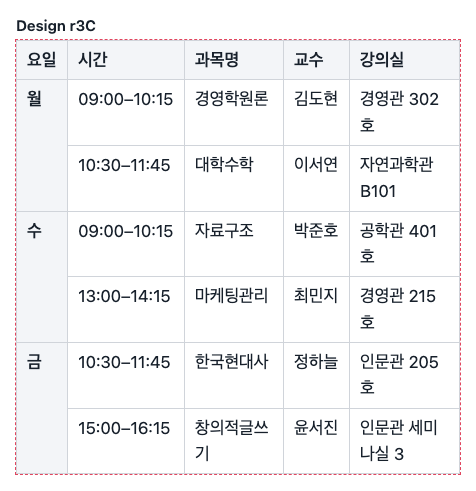 Design r3C
요일 시간 과목명 교수 강의실
월 09:00–10:15 경영학원론 김도현 경영관 302
호
10:30–11:45 대학수학 이서연 자연과학관
B101
수 09:00–10:15 자료구조 박준호 공학관 401
호
13:00–14:15 마케팅관리 최민지 경영관 215
호
금 10:30–11:45 한국현대사 정하늘 인문관 205
호
15:00–16:15 창의적글쓰 윤서진 인문관 세미
기 나실 3